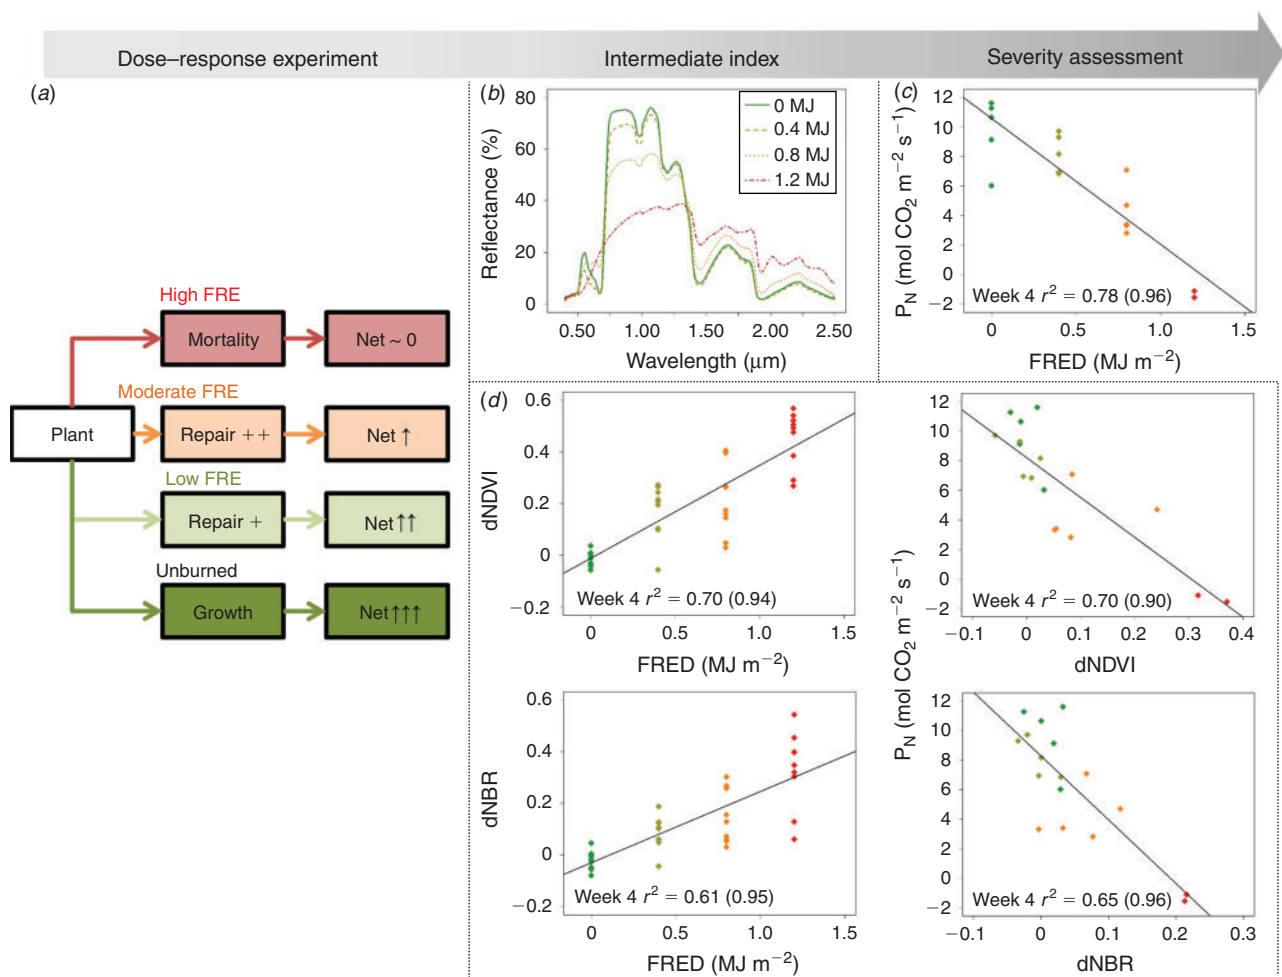 Dose–response experiment
Intermediate index
Severity assessment
(a)
High FRE
Mortality
Net ~ 0
Moderate FRE
Plant
Repair ++
Net ↑
Low FRE
Repair +
Net ↑↑
Unburned
Growth
Net ↑↑↑
(b)
80
60
40
20
0
Reflectance (%)
0 MJ
0.4 MJ
0.8 MJ
1.2 MJ
0.40
1.00
1.50
2.00
2.50
Wavelength (μm)
(c)
12
10
8
6
4
2
0
−2
P_N (mol CO₂ m⁻² s⁻¹)
Week 4 r² = 0.78 (0.96)
0
0.5
1.0
1.5
FRED (MJ m⁻²)
(d)
0.6
0.4
0.2
0
−0.2
dNDVI
Week 4 r² = 0.70 (0.94)
0
0.5
1.0
1.5
FRED (MJ m⁻²)
12
10
8
6
4
2
0
−2
P_N (mol CO₂ m⁻² s⁻¹)
Week 4 r² = 0.70 (0.90)
−0.1
0
0.1
0.2
0.3
0.4
dNDVI
0.6
0.4
0.2
0
−0.2
dNBR
Week 4 r² = 0.61 (0.95)
0
0.5
1.0
1.5
FRED (MJ m⁻²)
12
10
8
6
4
2
0
−2
Week 4 r² = 0.65 (0.96)
−0.1
0
0.1
0.2
0.3
dNBR